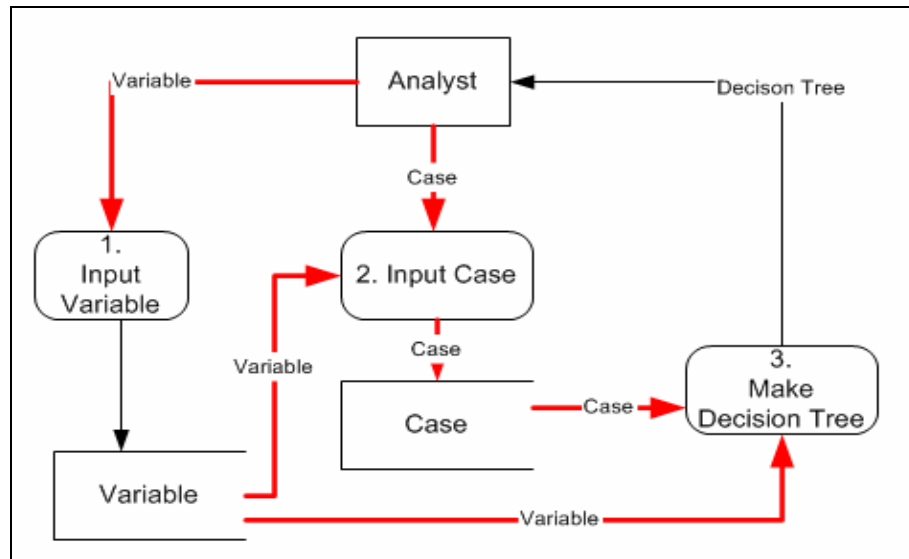 Variable
Analyst
Decison Tree
Case
1.
Input
Variable
2. Input Case
Case
Variable
3.
Make
Decision Tree
Case
Case
Variable
Variable